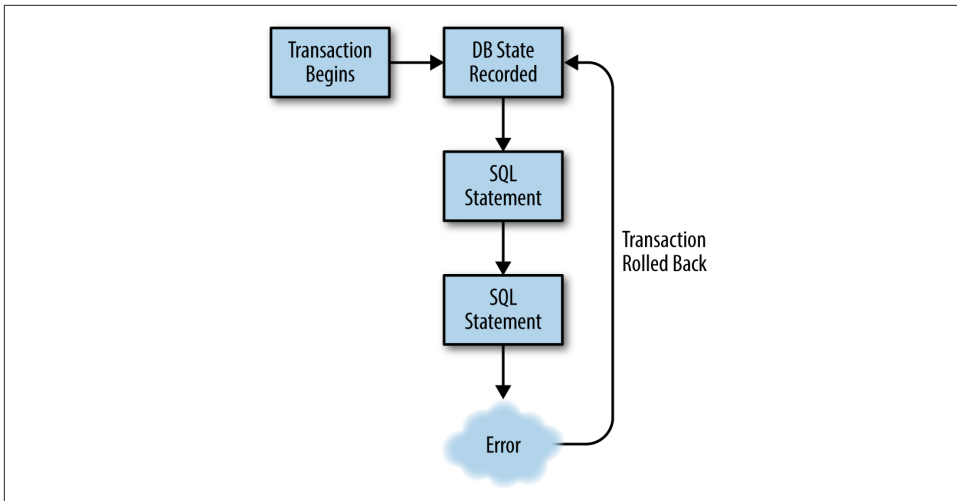 Transaction
Begins
DB State
Recorded
SQL
Statement
Transaction
Rolled Back
SQL
Statement
Error